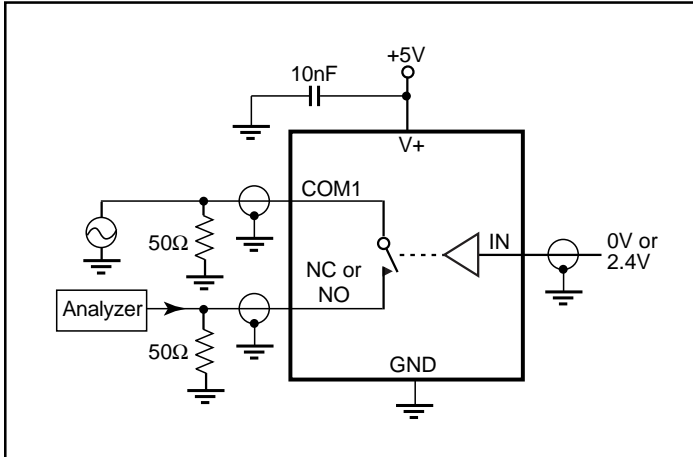 +5V
10nF
V+
COM1
50Ω
NC or
NO
IN
0V or
2.4V
Analyzer
50Ω
GND